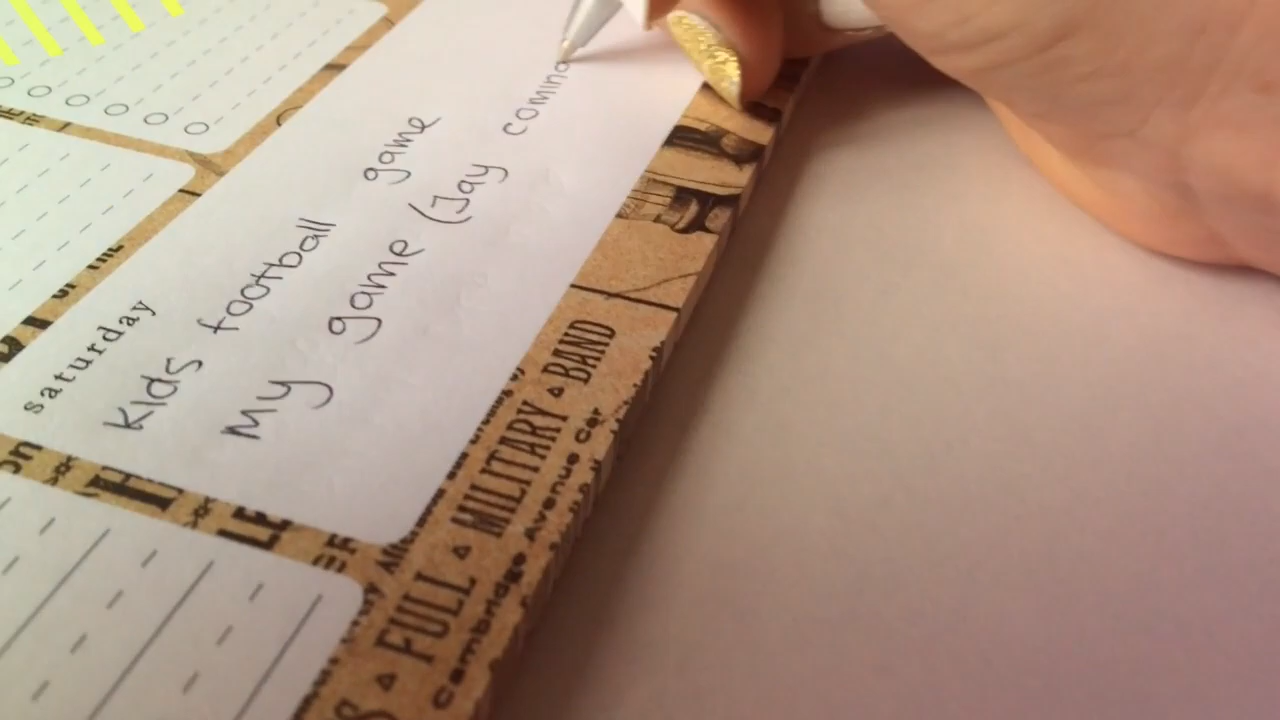 saturday
Kids football game
My game (Jay coming
FULL ▵ MILITARY ▵ BAND
Cambridge Avenue